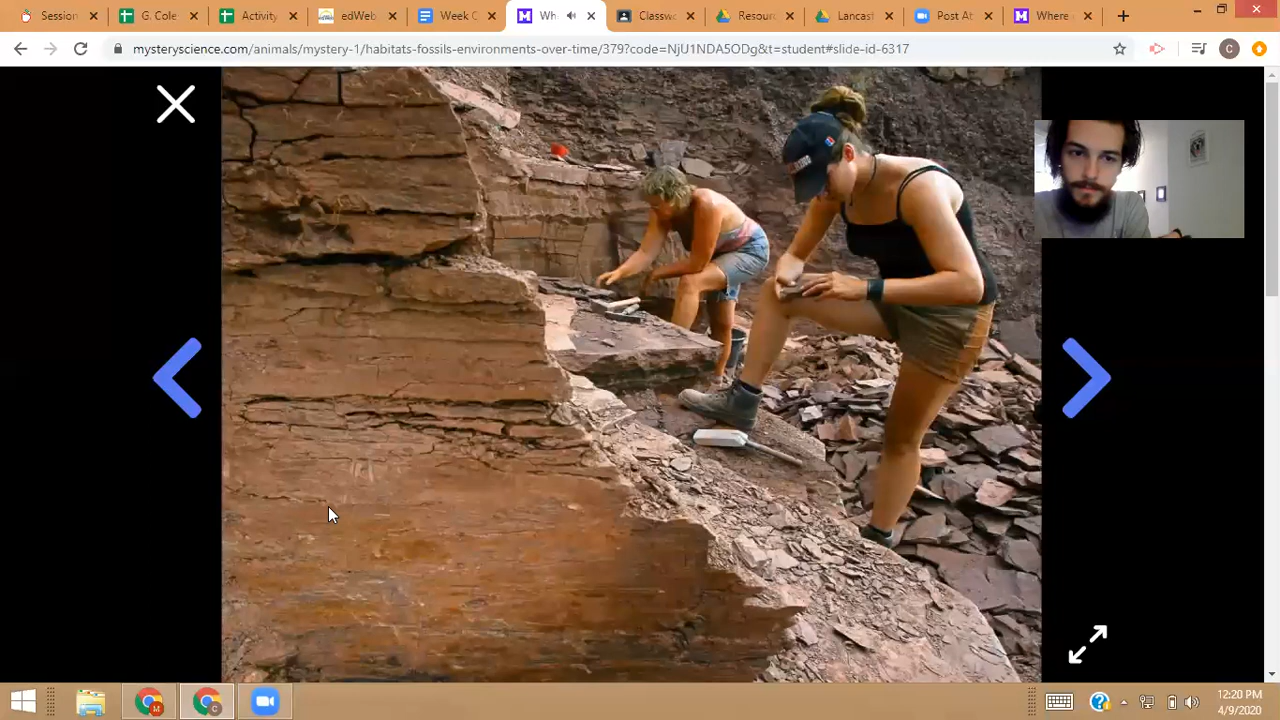 Session
G. Cole
Activity
edWeb
Week C
Wh
Classw
Resour
Lancast
Post At
Where
mysteryscience.com/animals/mystery-1/habitats-fossils-environments-over-time/379?code=NjU1NDA5ODg&t=student#slide-id-6317
C
M
C
12:20 PM
4/9/2020